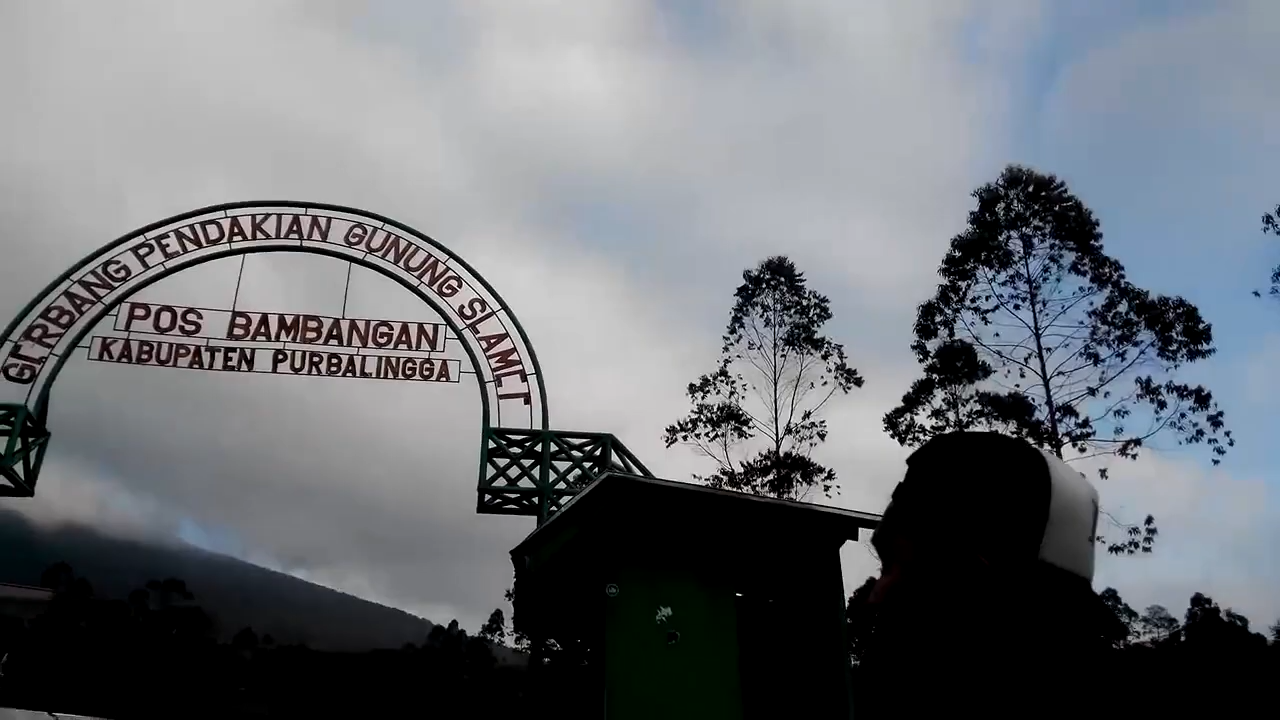 GERBANG PENDAKIAN GUNUNG SLAMET
POS BAMBANGAN
KABUPATEN PURBALINGGA